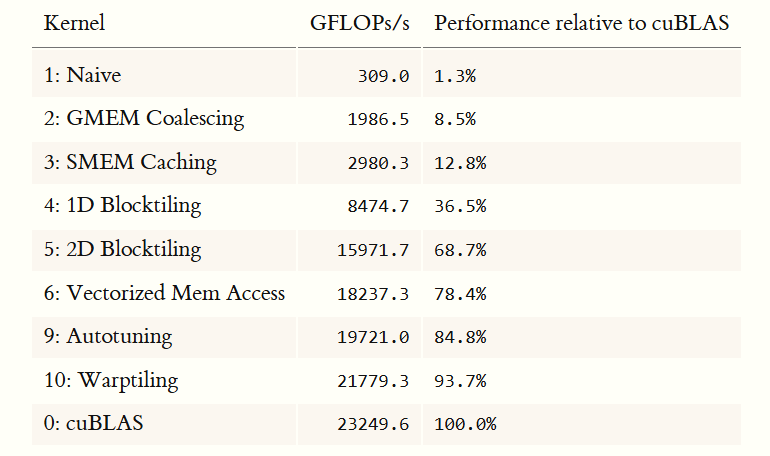 Kernel GFLOPs/s Performance relative to cuBLAS
1: Naive 309.0 1.3%
2: GMEM Coalescing 1986.5 8.5%
3: SMEM Caching 2980.3 12.8%
4: 1D Blocktiling 8474.7 36.5%
5: 2D Blocktiling 15971.7 68.7%
6: Vectorized Mem Access 18237.3 78.4%
9: Autotuning 19721.0 84.8%
10: Warptiling 21779.3 93.7%
0: cuBLAS 23249.6 100.0%